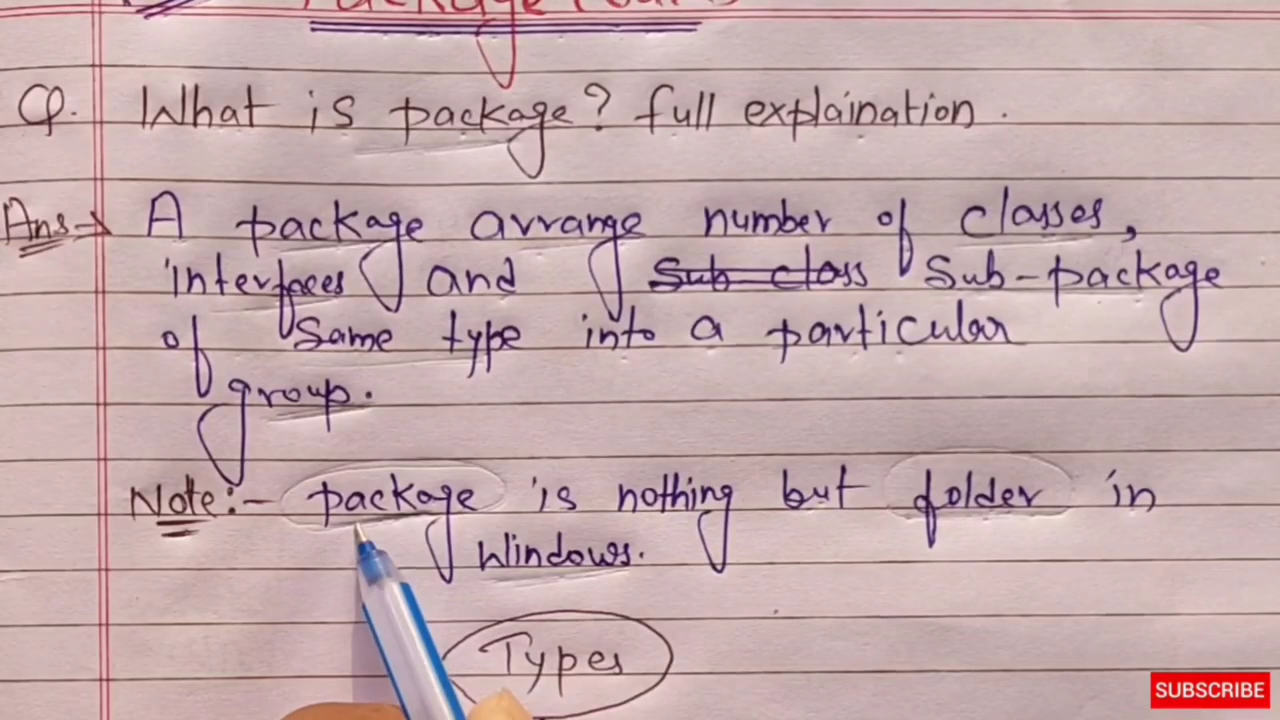 Q. What is package? full explaination.
Ans → A package arrange number of classes,
interfaces and Sub class Sub-package
of same type into a particular
group.
Note:- package is nothing but folder in
Windows.
Types
SUBSCRIBE